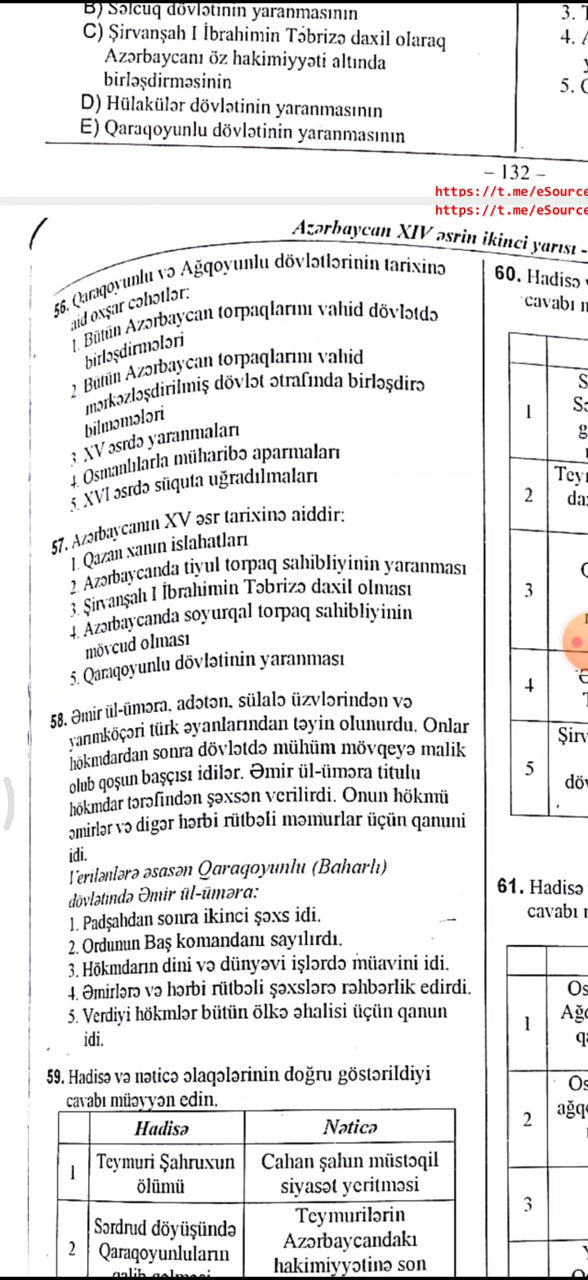 B) Səlcuq dövlətinin yaranmasının
C) Şirvanşah I İbrahimin Təbrizə daxil olaraq
Azərbaycanı öz hakimiyyəti altında
birləşdirməsinin
D) Hülakülər dövlətinin yaranmasının
E) Qaraqoyunlu dövlətinin yaranmasının
3.
4.
5.
– 132 –
https://t.me/eSource
https://t.me/eSource
Azərbaycan XIV əsrin ikinci yarısı -
56. Qaraqoyunlu və Ağqoyunlu dövlətlərinin tarixinə
aid oxşar cəhətlər:
1. Bütün Azərbaycan torpaqlarını vahid dövlətdə
birləşdirmələri
2. Bütün Azərbaycan torpaqlarını vahid
mərkəzləşdirilmiş dövlət ətrafında birləşdirə
bilməmələri
3. XV əsrdə yaranmaları
4. Osmanlılarla müharibə aparmaları
5. XVI əsrdə süquta uğradılmaları
57. Azərbaycanın XV əsr tarixinə aiddir:
1. Qazan xanın islahatları
2. Azərbaycanda tiyul torpaq sahibliyinin yaranması
3. Şirvanşah I İbrahimin Təbrizə daxil olması
4. Azərbaycanda soyurqal torpaq sahibliyinin
mövcud olması
5. Qaraqoyunlu dövlətinin yaranması
58. Əmir ül-üməra, adətən, sülalə üzvlərindən və
yarımköçəri türk əyanlarından təyin olunurdu. Onlar
hökmdardan sonra dövlətdə mühüm mövqeyə malik
olub qoşun başçısı idilər. Əmir ül-ümərа titulu
hökmdar tərəfindən şəxsən verilirdi. Onun hökmü
əmirlər və digər hərbi rütbəli məmurlar üçün qanuni
idi.
Verilənlərə əsasən Qaraqoyunlu (Baharlı)
dövlətində Əmir ül-ümərа:
1. Padşahdan sonra ikinci şəxs idi.
2. Ordunun Baş komandanı sayılırdı.
3. Hökmdarın dini və dünyəvi işlərdə müavini idi.
4. Əmirlərə və hərbi rütbəli şəxslərə rəhbərlik edirdi.
5. Verdiyi hökmlər bütün ölkə əhalisi üçün qanun
idi.
59. Hadisə və nəticə əlaqələrinin doğru göstərildiyi
cavabı müəyyən edin.
Hadisə Nəticə
1 Teymuri Şahruxun Cahan şahın müstəqil
ölümü siyasət yeritməsi
2 Sərdrud döyüşündə Teymurilərin
Qaraqoyunluların Azərbaycandakı
qalib gəlməsi hakimiyyətinə son
60. Hadisə
cavabı
1
2
3
4
5
61. Hadisə
cavabı
1
2
3